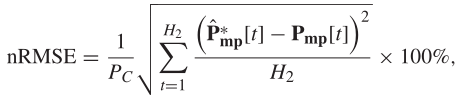 nRMSE = \frac{1}{P_C} \sqrt{\sum_{t=1}^{H_2} \frac{\left(\hat{\mathbf{P}}^{*}_{\mathbf{mp}}[t] - \mathbf{P}_{\mathbf{mp}}[t]\right)^2}{H_2}} × 100%,